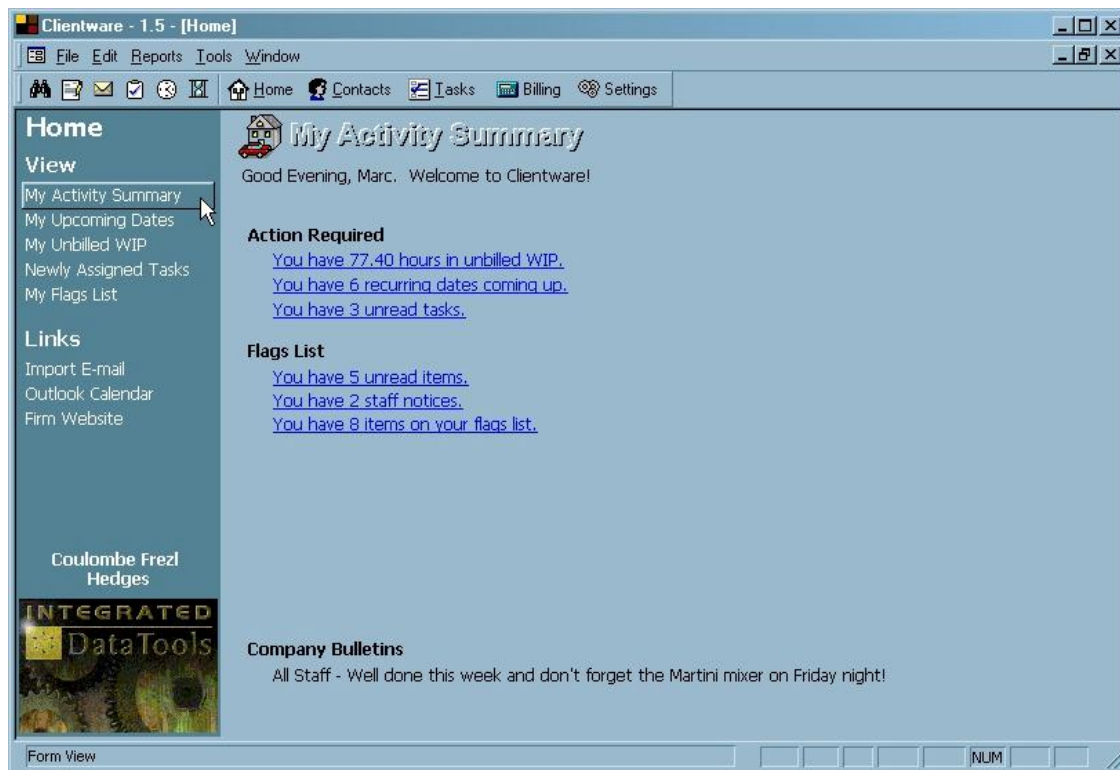 Clientware - 1.5 - [Home]
File Edit Reports Tools Window
Home Contacts Tasks Billing Settings
Home
View
My Activity Summary
My Upcoming Dates
My Unbilled WIP
Newly Assigned Tasks
My Flags List
Links
Import E-mail
Outlook Calendar
Firm Website
Coulombe Frezl
Hedges
INTEGRATED
DataTools
My Activity Summary
Good Evening, Marc. Welcome to Clientware!
Action Required
You have 77.40 hours in unbilled WIP.
You have 6 recurring dates coming up.
You have 3 unread tasks.
Flags List
You have 5 unread items.
You have 2 staff notices.
You have 8 items on your flags list.
Company Bulletins
All Staff - Well done this week and don't forget the Martini mixer on Friday night!
Form View
NUM